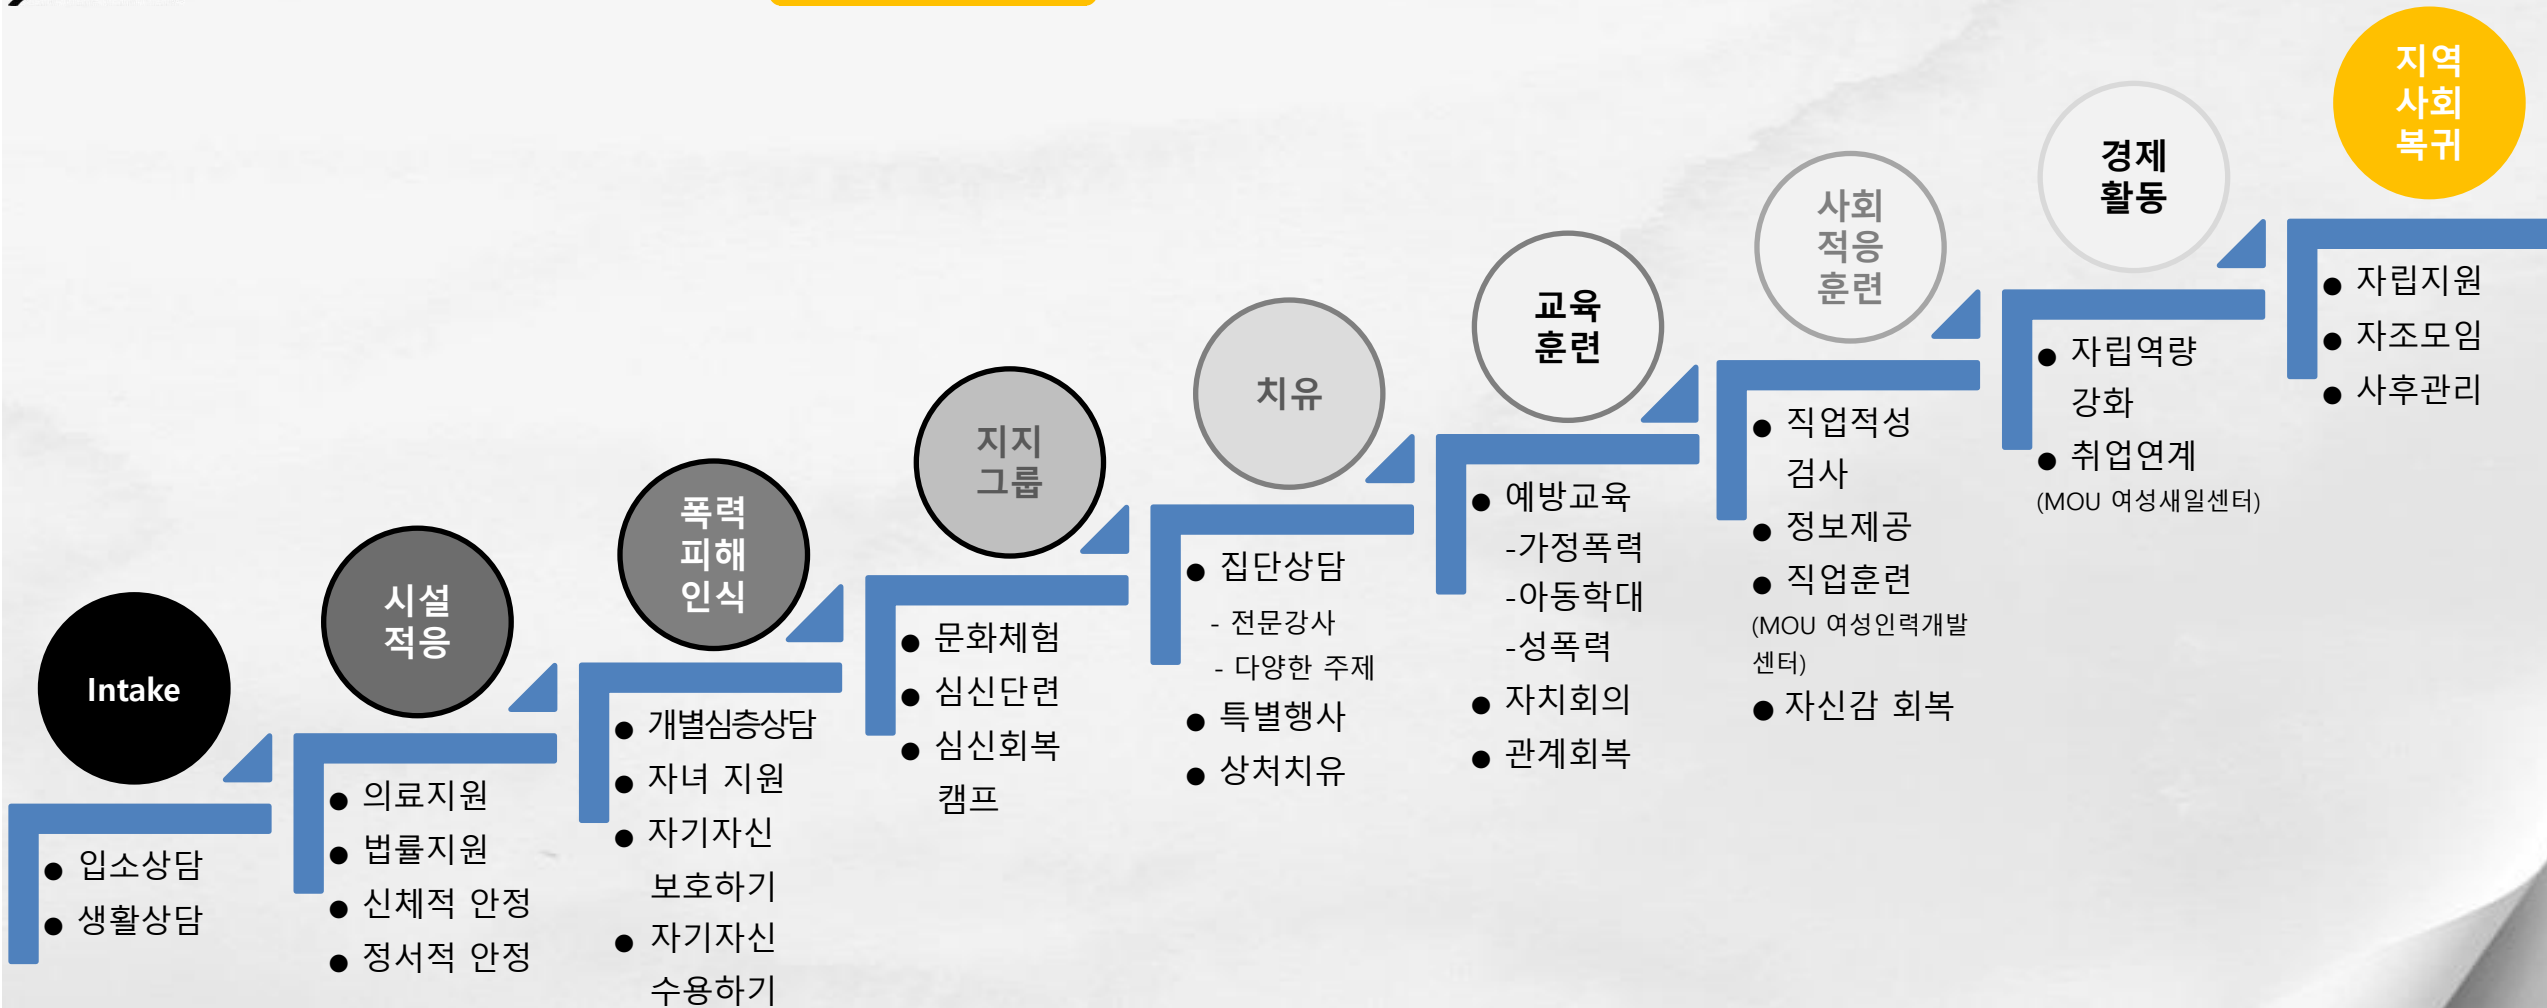 Intake
● 입소상담
● 생활상담
시설
적응
● 의료지원
● 법률지원
● 신체적 안정
● 정서적 안정
폭력
피해
인식
● 개별심층상담
● 자녀 지원
● 자기자신
보호하기
● 자기자신
수용하기
지지
그룹
● 문화체험
● 심신단련
● 심신회복
캠프
치유
● 집단상담
- 전문강사
- 다양한 주제
● 특별행사
● 상처치유
교육
훈련
● 예방교육
-가정폭력
-아동학대
-성폭력
● 자치회의
● 관계회복
사회
적응
훈련
● 직업적성
검사
● 정보제공
● 직업훈련
(MOU 여성인력개발
센터)
● 자신감 회복
경제
활동
● 자립역량
강화
● 취업연계
(MOU 여성새일센터)
지역
사회
복귀
● 자립지원
● 자조모임
● 사후관리